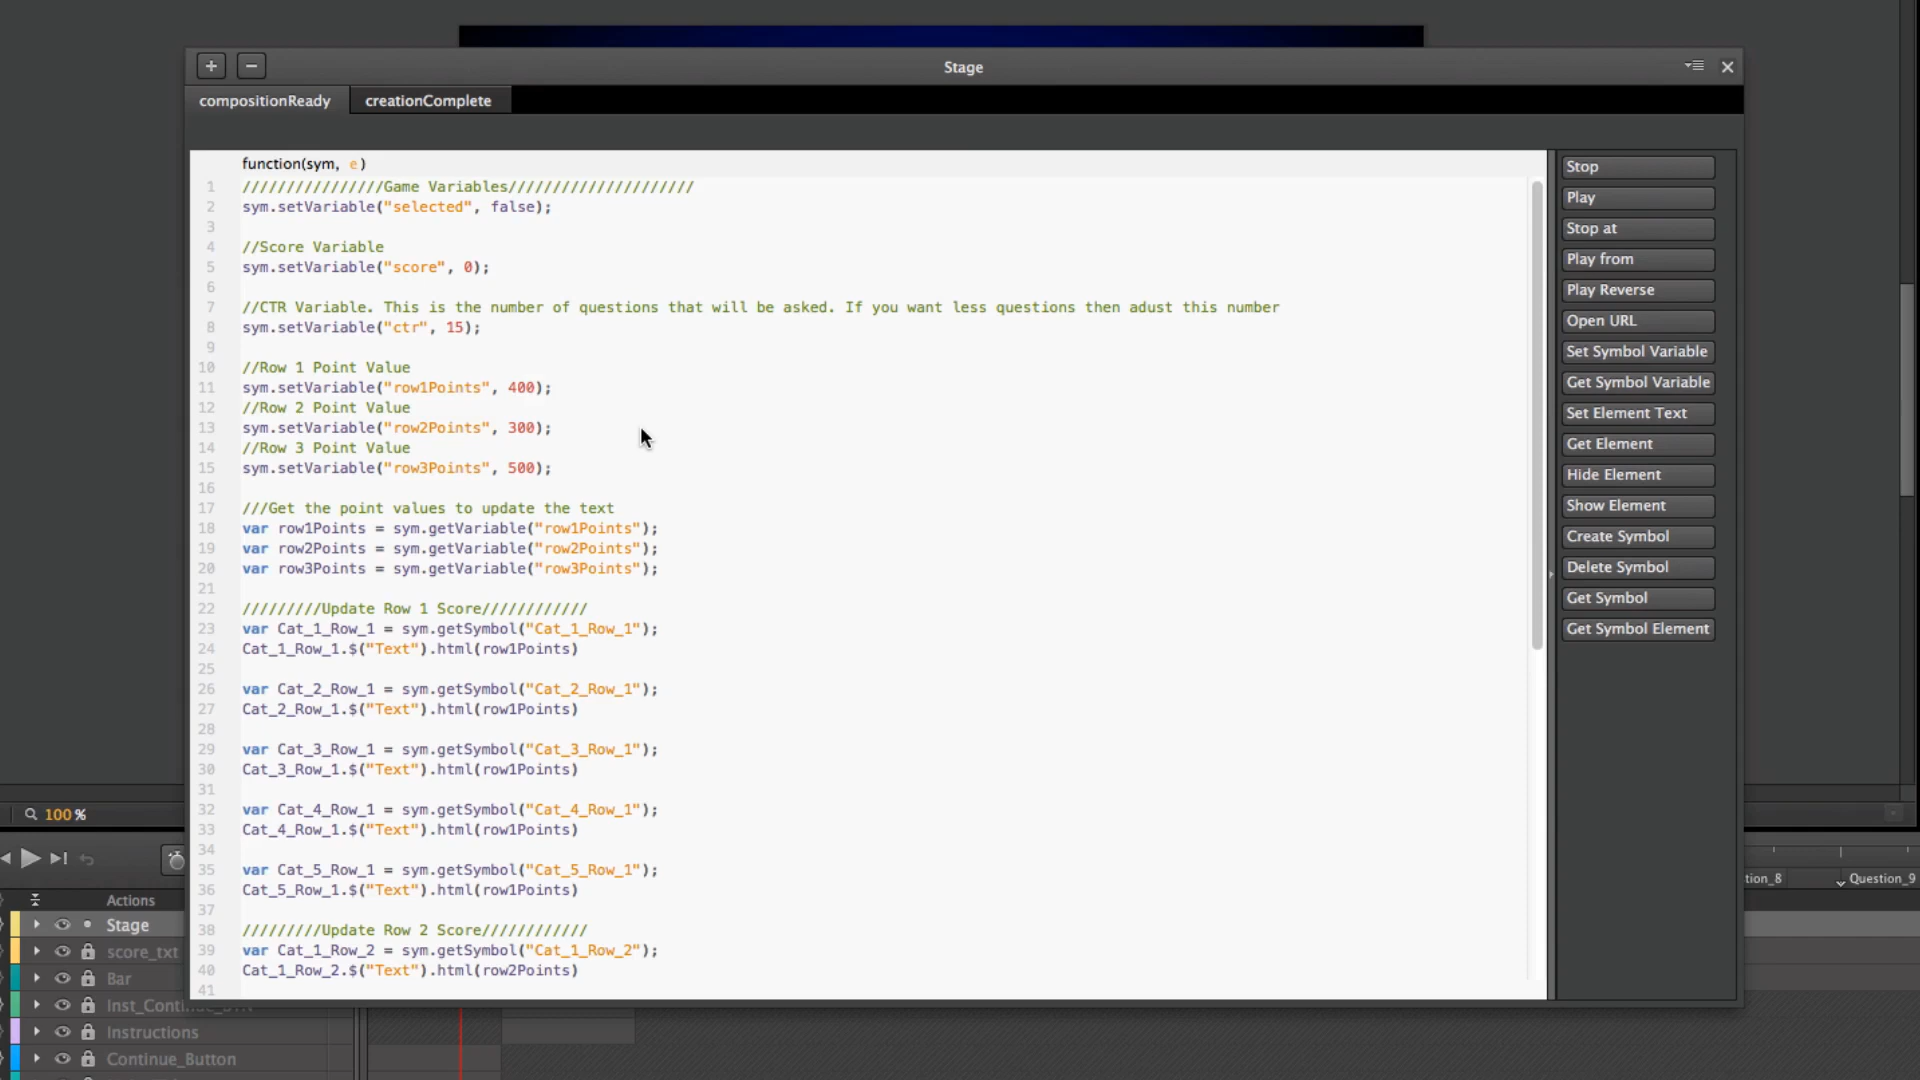 + − Stage
compositionReady creationComplete
function(sym, e)
1 ////////////////Game Variables/////////////////////
2 sym.setVariable("selected", false);
3
4 //Score Variable
5 sym.setVariable("score", 0);
6
7 //CTR Variable. This is the number of questions that will be asked. If you want less questions then adust this number
8 sym.setVariable("ctr", 15);
9
10 //Row 1 Point Value
11 sym.setVariable("row1Points", 400);
12 //Row 2 Point Value
13 sym.setVariable("row2Points", 300);
14 //Row 3 Point Value
15 sym.setVariable("row3Points", 500);
16
17 ///Get the point values to update the text
18 var row1Points = sym.getVariable("row1Points");
19 var row2Points = sym.getVariable("row2Points");
20 var row3Points = sym.getVariable("row3Points");
21
22 /////////Update Row 1 Score////////////
23 var Cat_1_Row_1 = sym.getSymbol("Cat_1_Row_1");
24 Cat_1_Row_1.$("Text").html(row1Points)
25
26 var Cat_2_Row_1 = sym.getSymbol("Cat_2_Row_1");
27 Cat_2_Row_1.$("Text").html(row1Points)
28
29 var Cat_3_Row_1 = sym.getSymbol("Cat_3_Row_1");
30 Cat_3_Row_1.$("Text").html(row1Points)
31
32 var Cat_4_Row_1 = sym.getSymbol("Cat_4_Row_1");
33 Cat_4_Row_1.$("Text").html(row1Points)
34
35 var Cat_5_Row_1 = sym.getSymbol("Cat_5_Row_1");
36 Cat_5_Row_1.$("Text").html(row1Points)
37
38 /////////Update Row 2 Score////////////
39 var Cat_1_Row_2 = sym.getSymbol("Cat_1_Row_2");
40 Cat_1_Row_2.$("Text").html(row2Points)
41
Stop
Play
Stop at
Play from
Play Reverse
Open URL
Set Symbol Variable
Get Symbol Variable
Set Element Text
Get Element
Hide Element
Show Element
Create Symbol
Delete Symbol
Get Symbol
Get Symbol Element
100 %
tion_8 Question_9
Actions
Stage
score_txt
Bar
Instructions
Continue_Button